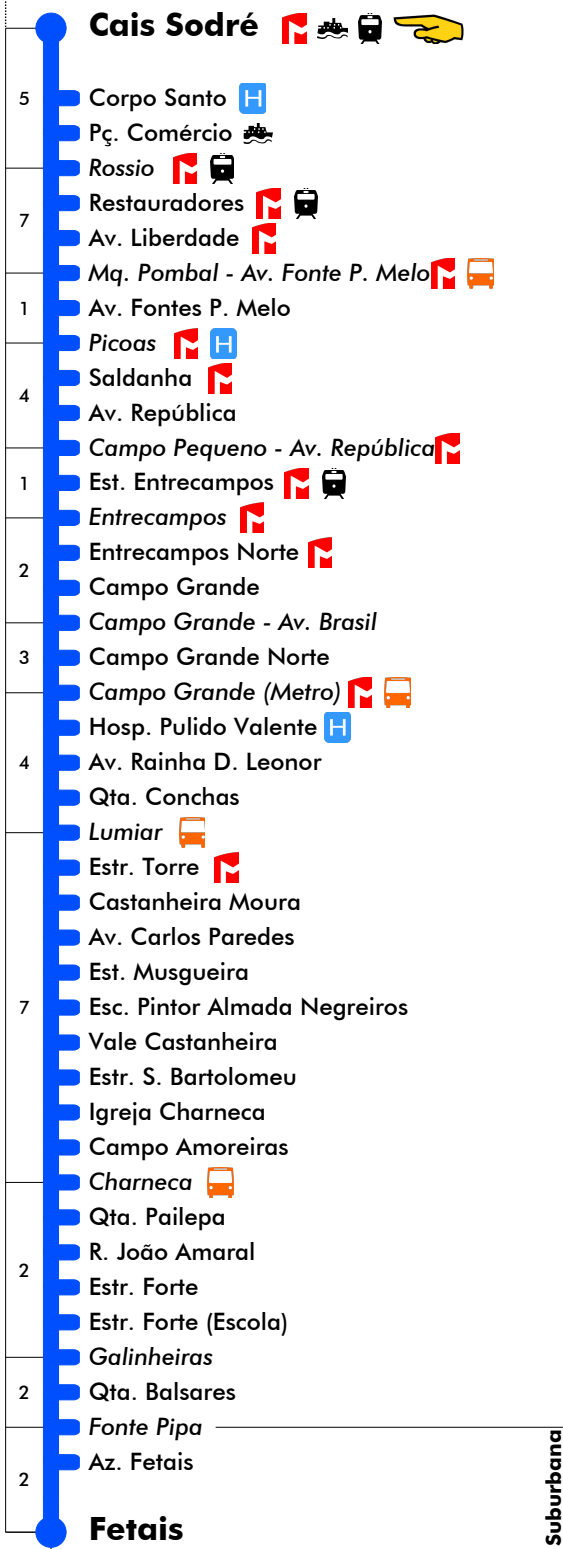 Cais Sodré
5
Corpo Santo H
Pç. Comércio
Rossio
Restauradores
7
Av. Liberdade
Mq. Pombal - Av. Fonte P. Melo
1
Av. Fontes P. Melo
Picoas H
Saldanha
4
Av. República
Campo Pequeno - Av. República
1
Est. Entrecampos
Entrecampos
Entrecampos Norte
2
Campo Grande
Campo Grande - Av. Brasil
3
Campo Grande Norte
Campo Grande (Metro)
Hosp. Pulido Valente H
4
Av. Rainha D. Leonor
Qta. Conchas
Lumiar
Estr. Torre
Castanheira Moura
Av. Carlos Paredes
Est. Musgueira
7
Esc. Pintor Almada Negreiros
Vale Castanheira
Estr. S. Bartolomeu
Igreja Charneca
Campo Amoreiras
Charneca
Qta. Pailepa
R. João Amaral
2
Estr. Forte
Estr. Forte (Escola)
Galinheiras
2
Qta. Balsares
Fonte Pipa
Az. Fetais
2
Suburbana
Fetais